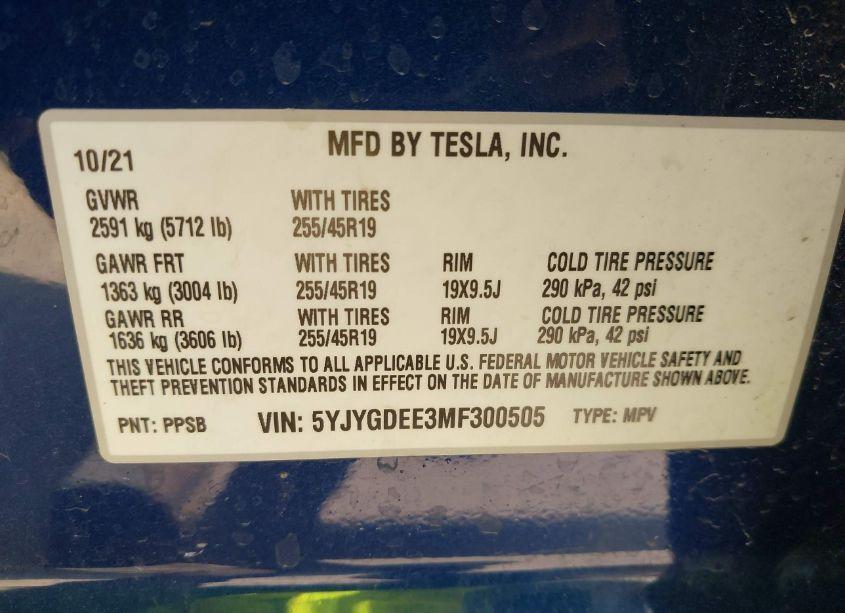 MFD BY TESLA, INC.
10/21
GVWR WITH TIRES
2591 kg (5712 lb) 255/45R19
GAWR FRT WITH TIRES RIM COLD TIRE PRESSURE
1363 kg (3004 lb) 255/45R19 19X9.5J 290 kPa, 42 psi
GAWR RR WITH TIRES RIM COLD TIRE PRESSURE
1636 kg (3606 lb) 255/45R19 19X9.5J 290 kPa, 42 psi
THIS VEHICLE CONFORMS TO ALL APPLICABLE U.S. FEDERAL MOTOR VEHICLE SAFETY AND
THEFT PREVENTION STANDARDS IN EFFECT ON THE DATE OF MANUFACTURE SHOWN ABOVE.
PNT: PPSB VIN: 5YJYGDEE3MF300505 TYPE: MPV